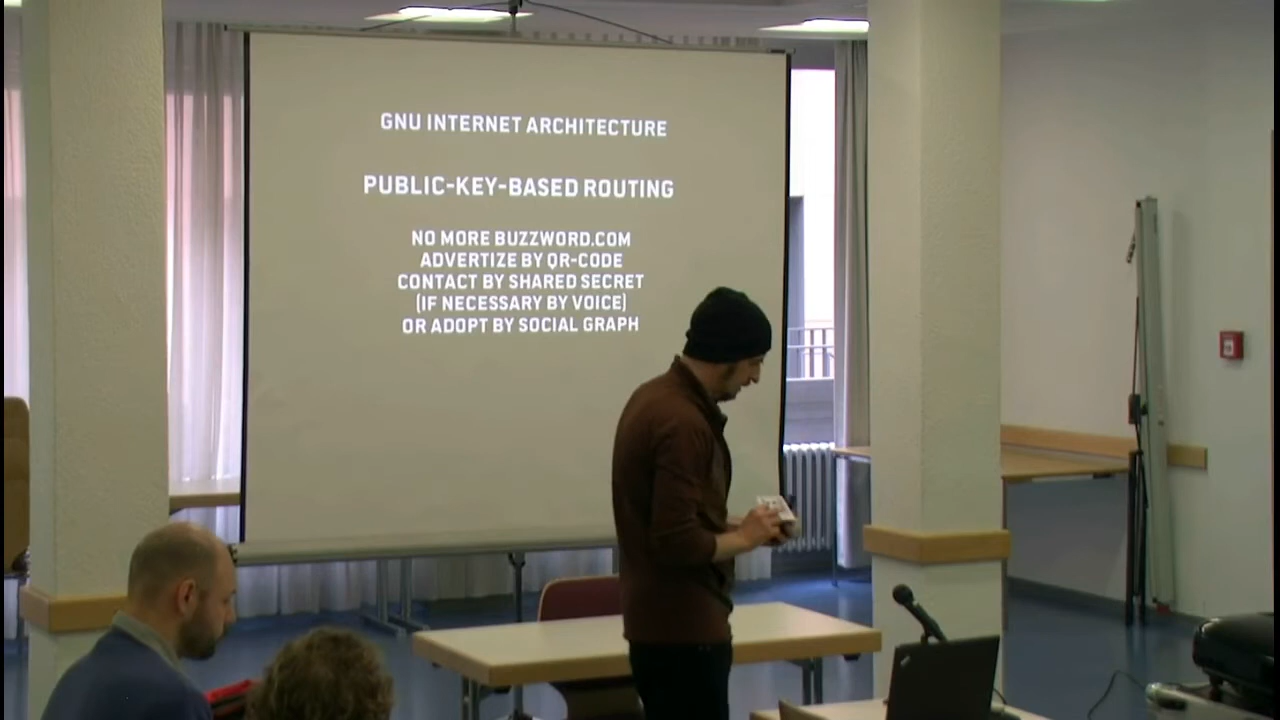 GNU INTERNET ARCHITECTURE
PUBLIC-KEY-BASED ROUTING
NO MORE BUZZWORD.COM
ADVERTIZE BY QR-CODE
CONTACT BY SHARED SECRET
(IF NECESSARY BY VOICE)
OR ADOPT BY SOCIAL GRAPH